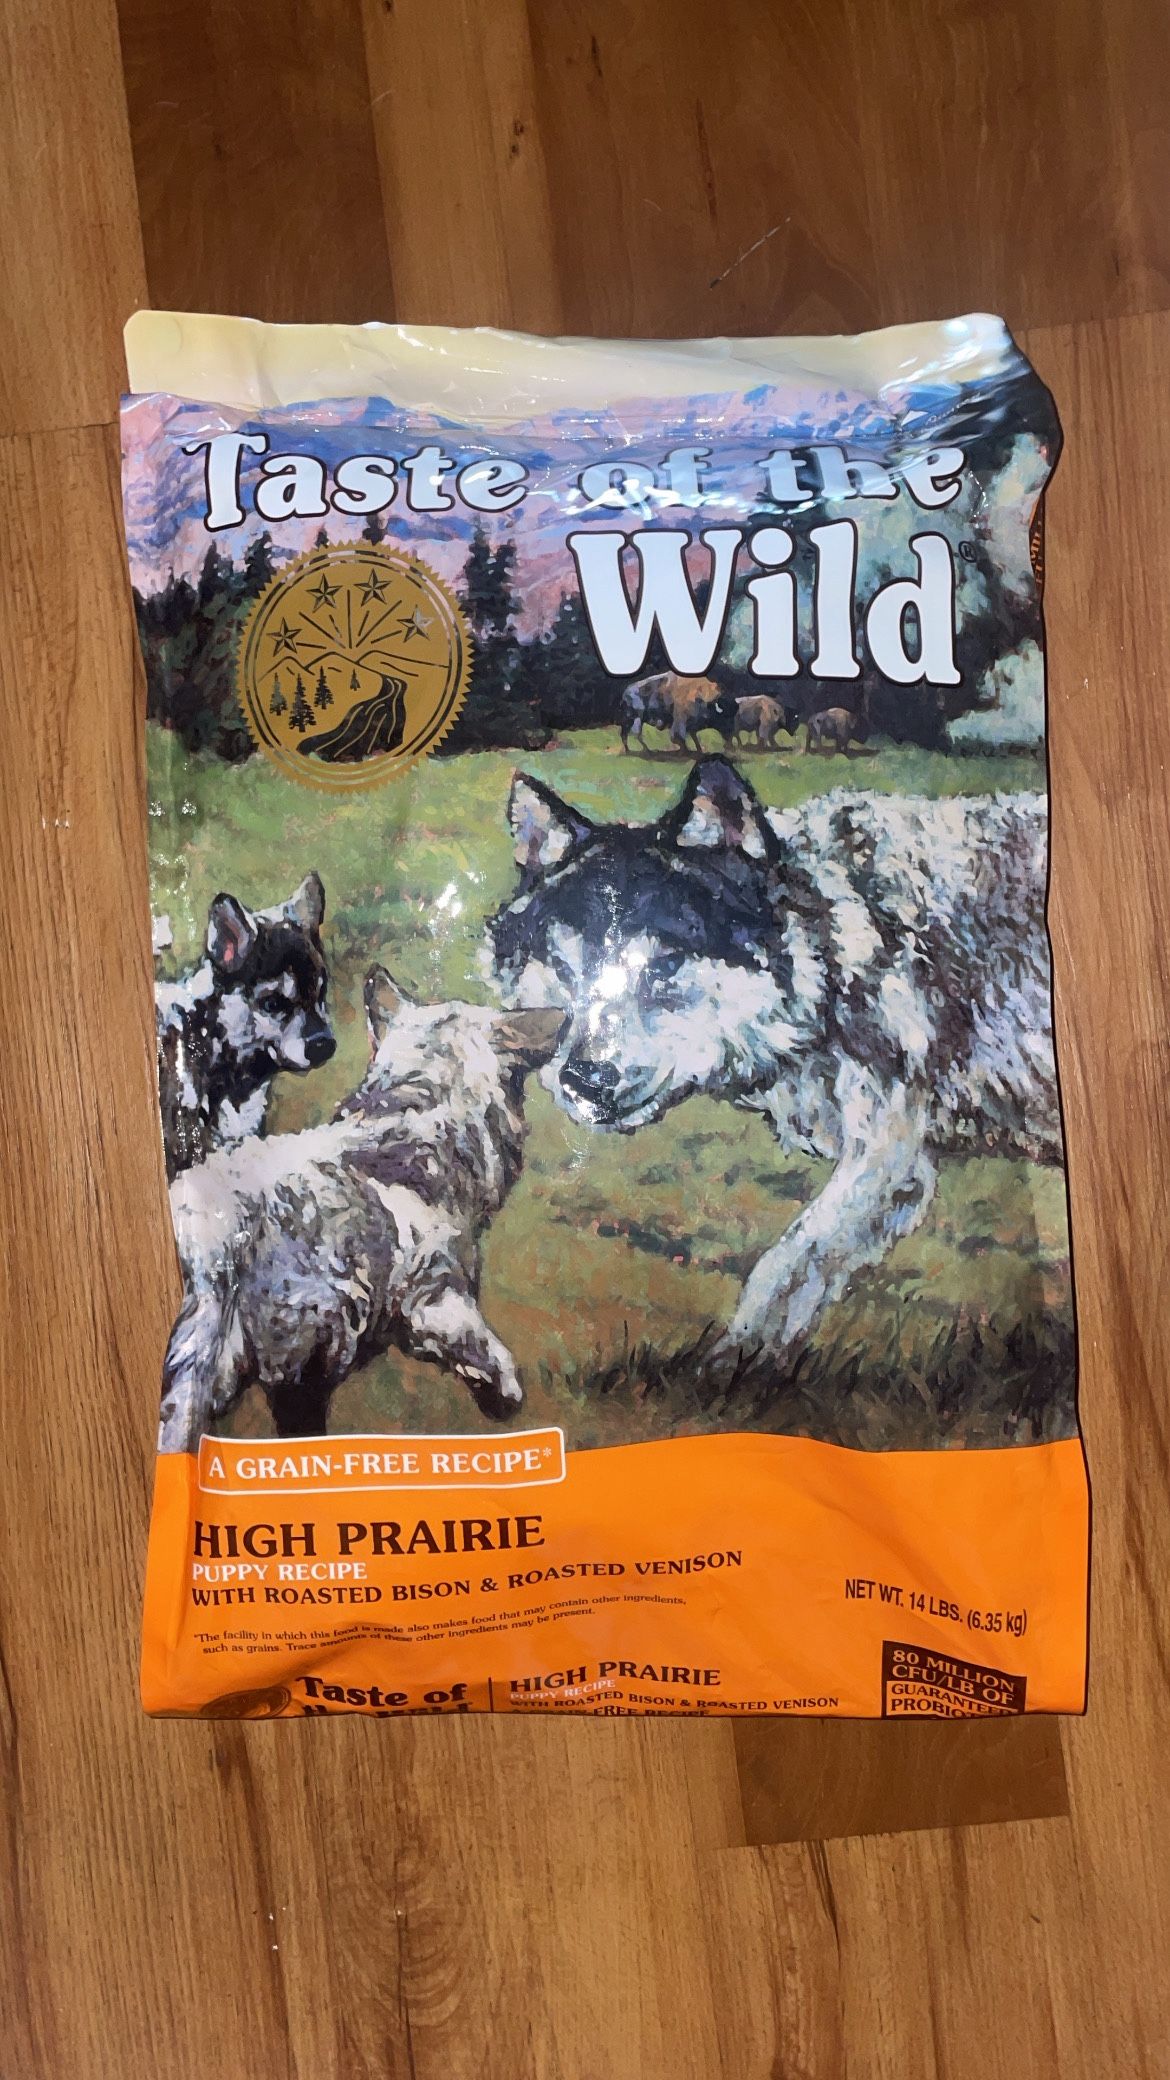 Taste of the
Wild®
A GRAIN-FREE RECIPE*
HIGH PRAIRIE
PUPPY RECIPE
WITH ROASTED BISON & ROASTED VENISON
*The facility in which this food is made also makes food that may contain other ingredients,
such as grains. Trace amounts of these other ingredients may be present.
NET WT. 14 LBS. (6.35 kg)
80 MILLION
CFU/LB OF
GUARANTEED
Taste of
HIGH PRAIRIE
PUPPY RECIPE
WITH ROASTED BISON & ROASTED VENISON